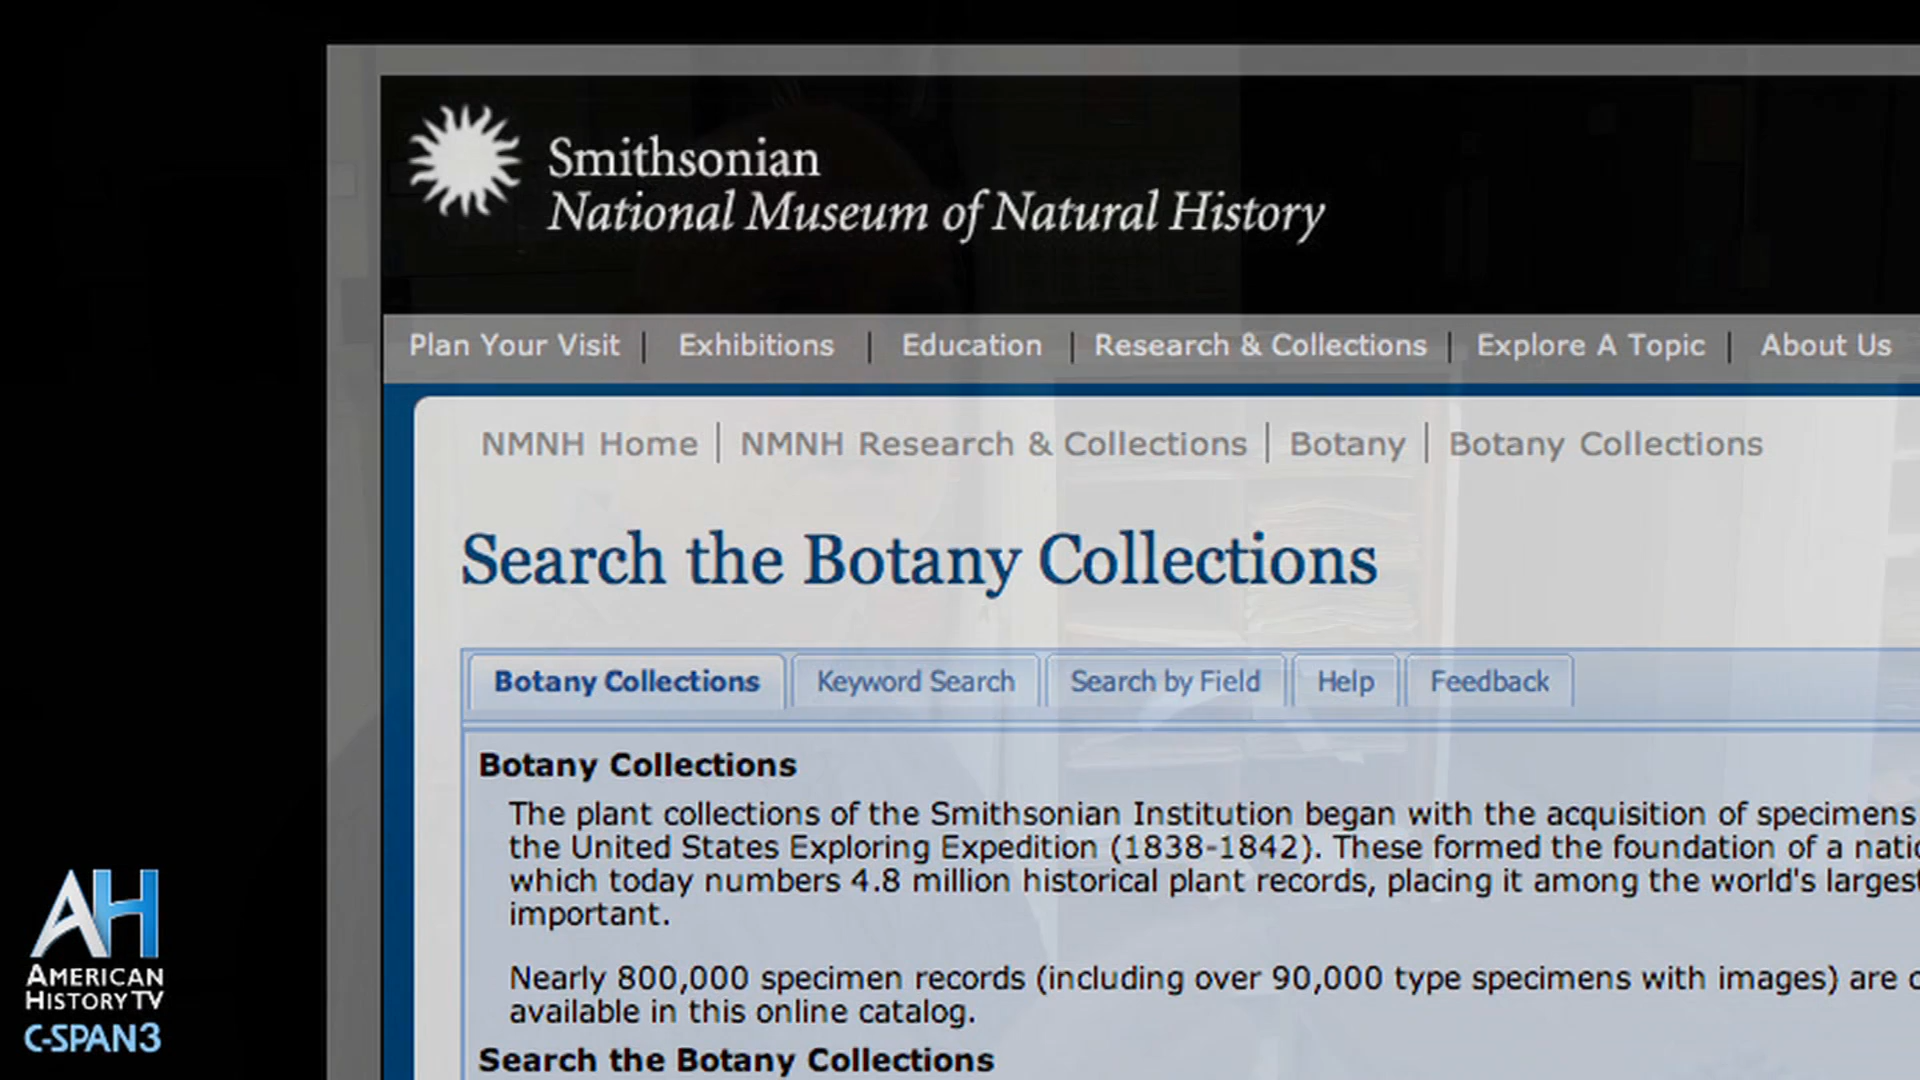 Smithsonian
National Museum of Natural History
Plan Your Visit | Exhibitions | Education | Research & Collections | Explore A Topic | About Us
NMNH Home | NMNH Research & Collections | Botany | Botany Collections
Search the Botany Collections
Botany Collections Keyword Search Search by Field Help Feedback
Botany Collections
The plant collections of the Smithsonian Institution began with the acquisition of specimens
the United States Exploring Expedition (1838-1842). These formed the foundation of a
which today numbers 4.8 million historical plant records, placing it among the world's largest
important.
Nearly 800,000 specimen records (including over 90,000 type specimens with images) are
available in this online catalog.
Search the Botany Collections
AH
AMERICAN
HISTORY TV
C-SPAN3